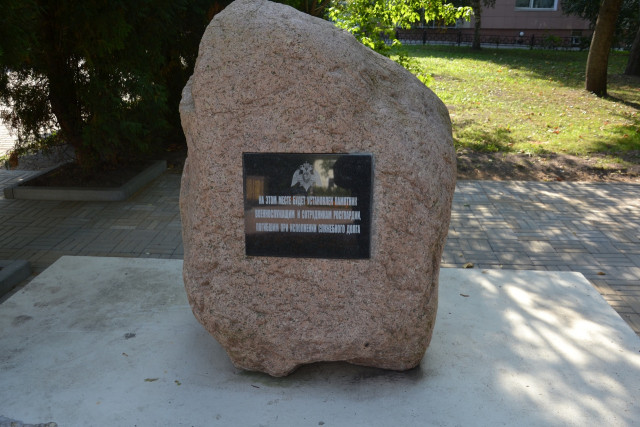 НА ЭТОМ МЕСТЕ БУДЕТ УСТАНОВЛЕН ПАМЯТНИК
ВОЕННОСЛУЖАЩИМ И СОТРУДНИКАМ РОСГВАРДИИ,
ПОГИБШИМ ПРИ ИСПОЛНЕНИИ СЛУЖЕБНОГО ДОЛГА